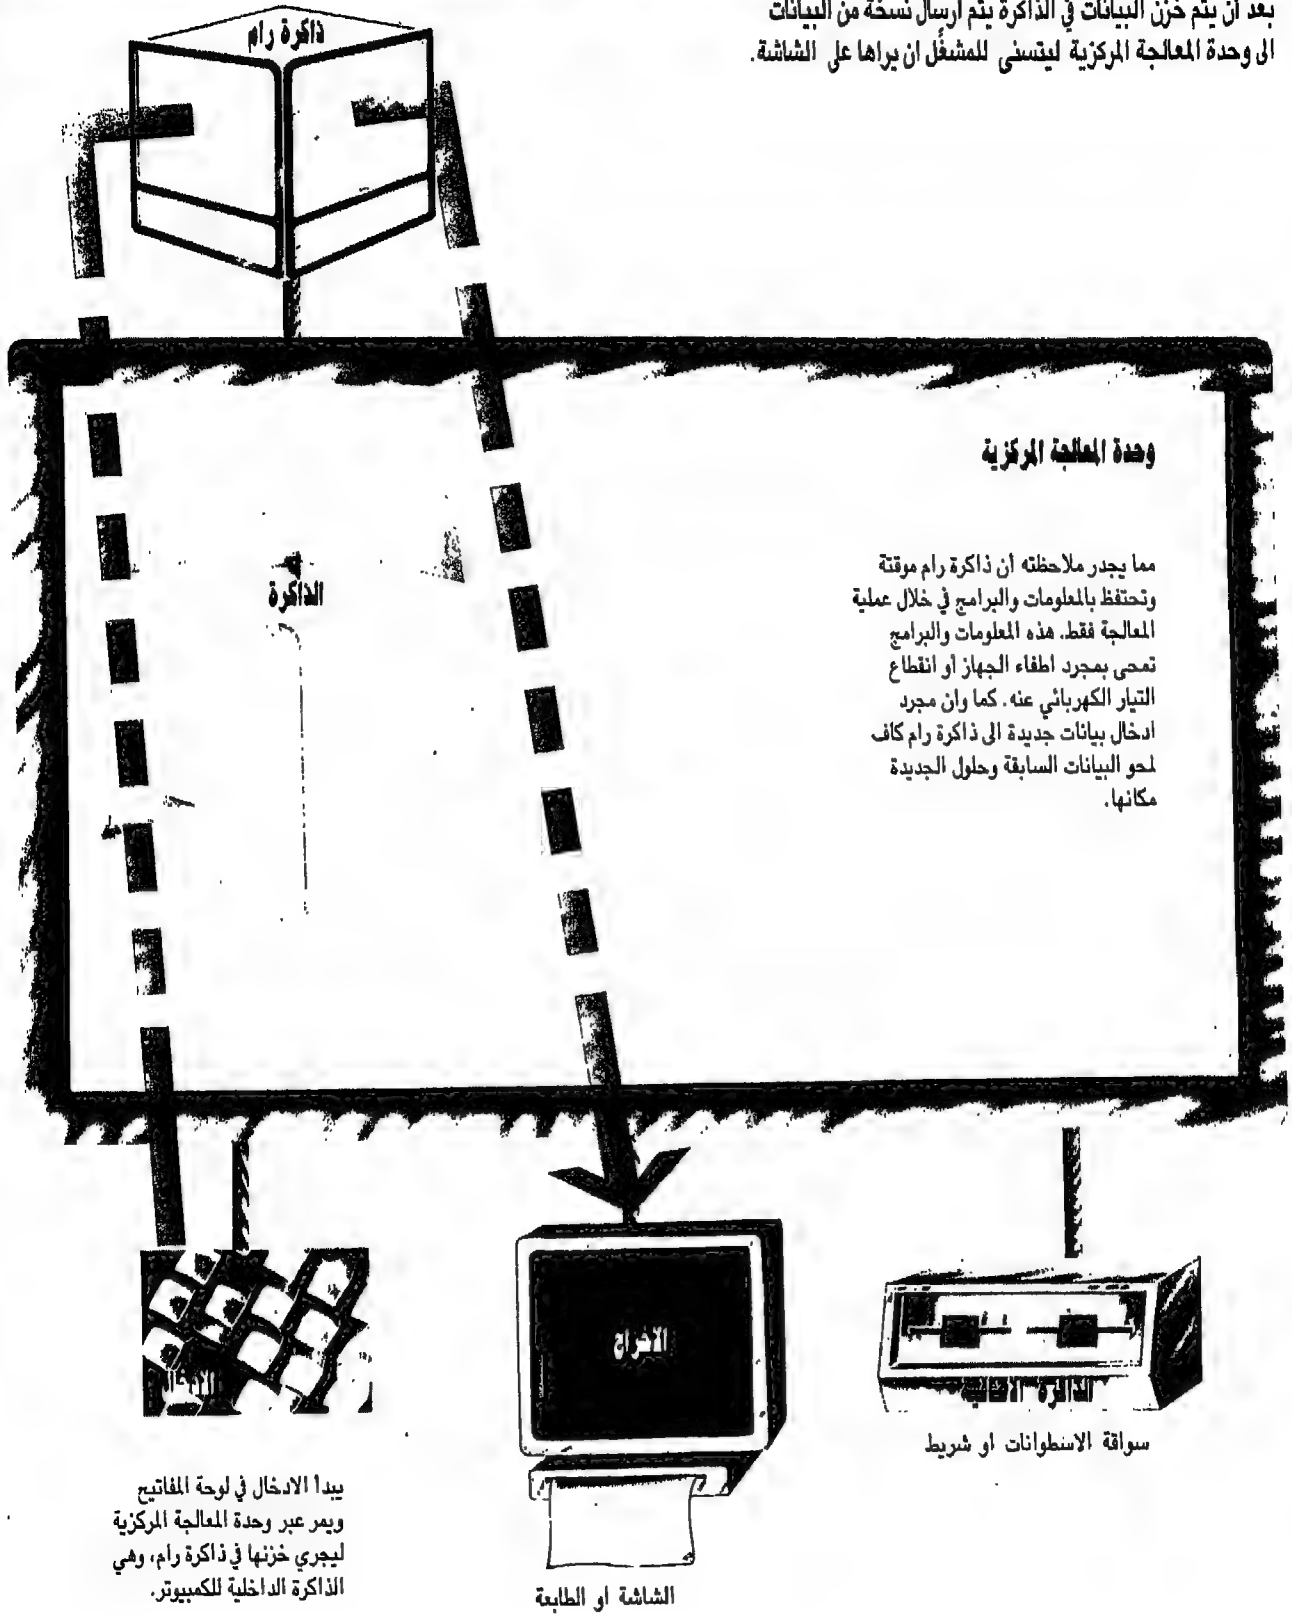 بعد ان يتم خزن البيانات في الذاكرة يتم ارسال نسخة من البيانات
الى وحدة المعالجة المركزية ليتسنى للمشغَّل ان يراها على الشاشة.
ذاكرة رام
وحدة المعالجة المركزية
مما يجدر ملاحظته أن ذاكرة رام موقتة
وتحتفظ بالمعلومات والبرامج في خلال عملية
المعالجة فقط. هذه المعلومات والبرامج
تمحى بمجرد اطفاء الجهاز أو انقطاع
التيار الكهربائي عنه. كما وان مجرد
ادخال بيانات جديدة الى ذاكرة رام كاف
لمحو البيانات السابقة وحلول الجديدة
مكانها.
الذاكرة
الاخراج
الذاكرة
سواقة الاسطوانات او شريط
يبدأ الادخال في لوحة المفاتيح
ويمر عبر وحدة المعالجة المركزية
ليجري خزنها في ذاكرة رام، وهي
الذاكرة الداخلية للكمبيوتر.
الشاشة او الطابعة